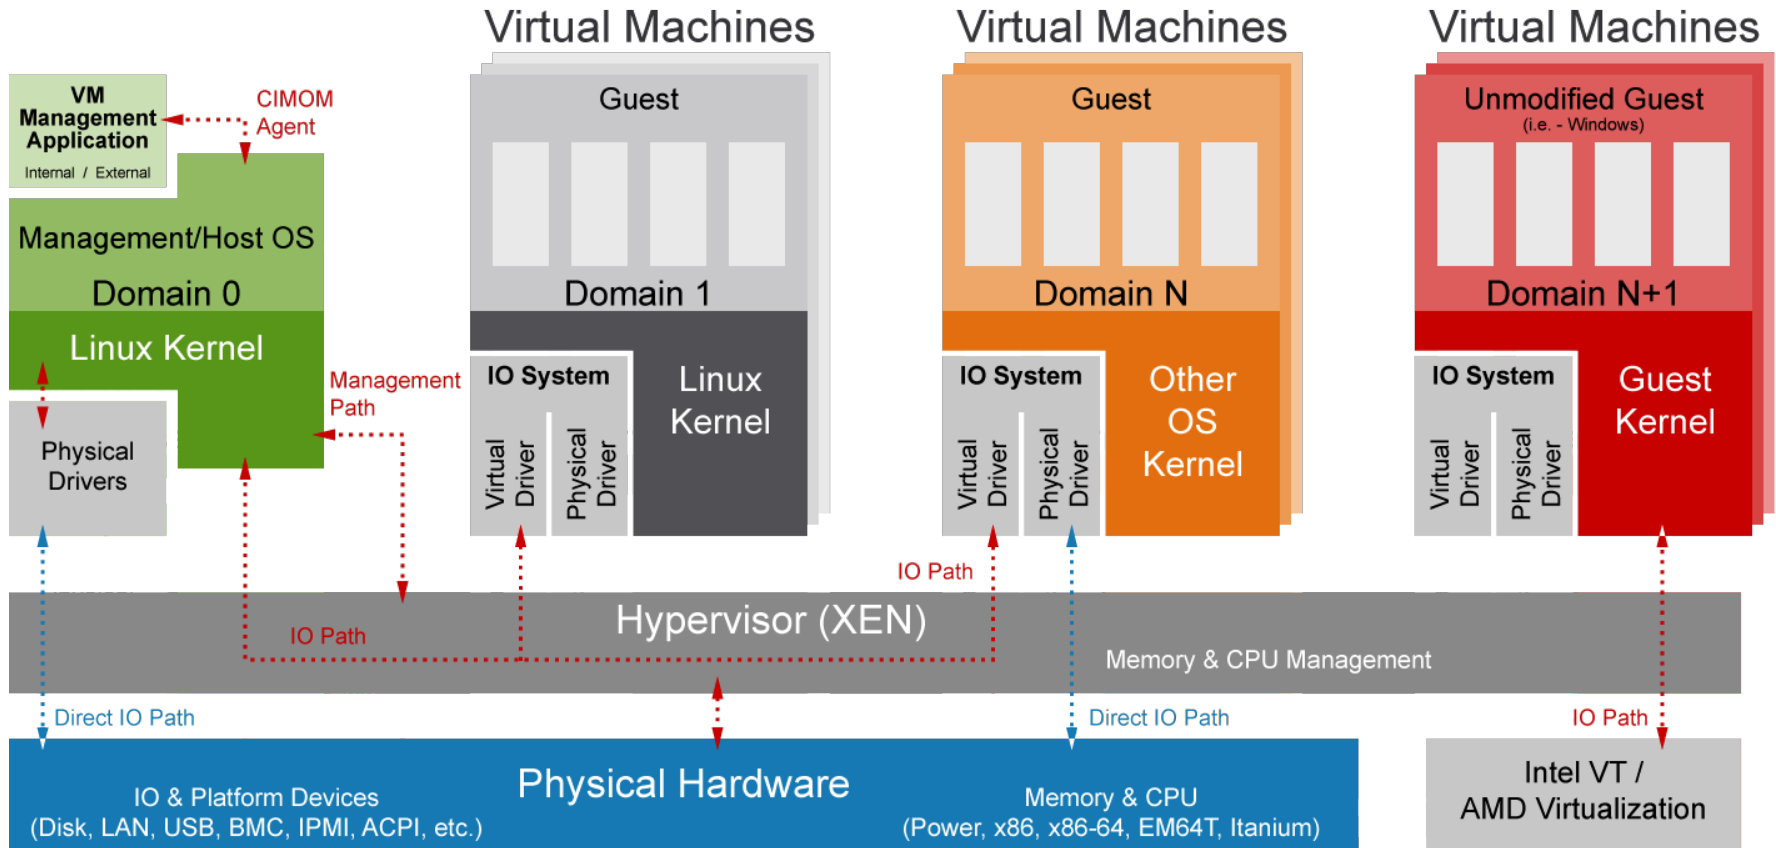 Virtual Machines
Virtual Machines
Virtual Machines
VM
Management
Application
Internal / External
CIMOM
Agent
Management/Host OS
Domain 0
Linux Kernel
Physical
Drivers
Management
Path
Guest
Domain 1
IO System
Virtual
Driver
Physical
Driver
Linux
Kernel
Guest
Domain N
IO System
Virtual
Driver
Physical
Driver
Other
OS
Kernel
Unmodified Guest
(i.e. - Windows)
Domain N+1
IO System
Virtual
Driver
Physical
Driver
Guest
Kernel
IO Path
Hypervisor (XEN)
IO Path
Memory & CPU Management
Direct IO Path
Direct IO Path
IO Path
Physical Hardware
IO & Platform Devices
(Disk, LAN, USB, BMC, IPMI, ACPI, etc.)
Memory & CPU
(Power, x86, x86-64, EM64T, Itanium)
Intel VT /
AMD Virtualization